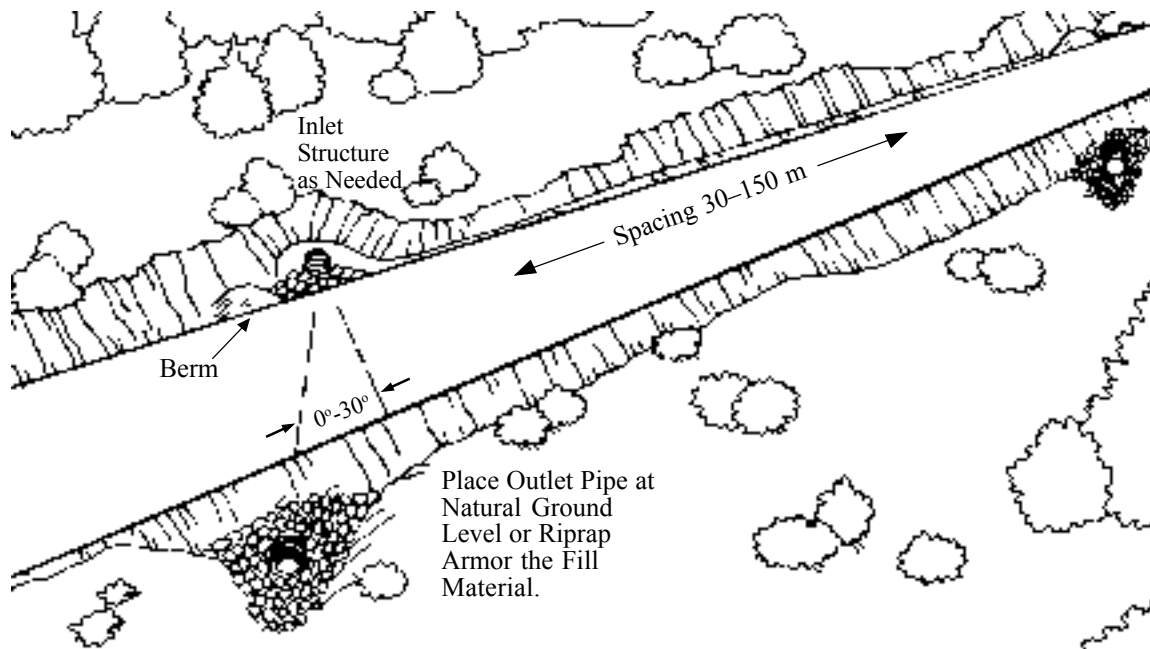 Inlet
Structure
as Needed
Spacing 30–150 m
Berm
0º-30º
Place Outlet Pipe at
Natural Ground
Level or Riprap
Armor the Fill
Material.